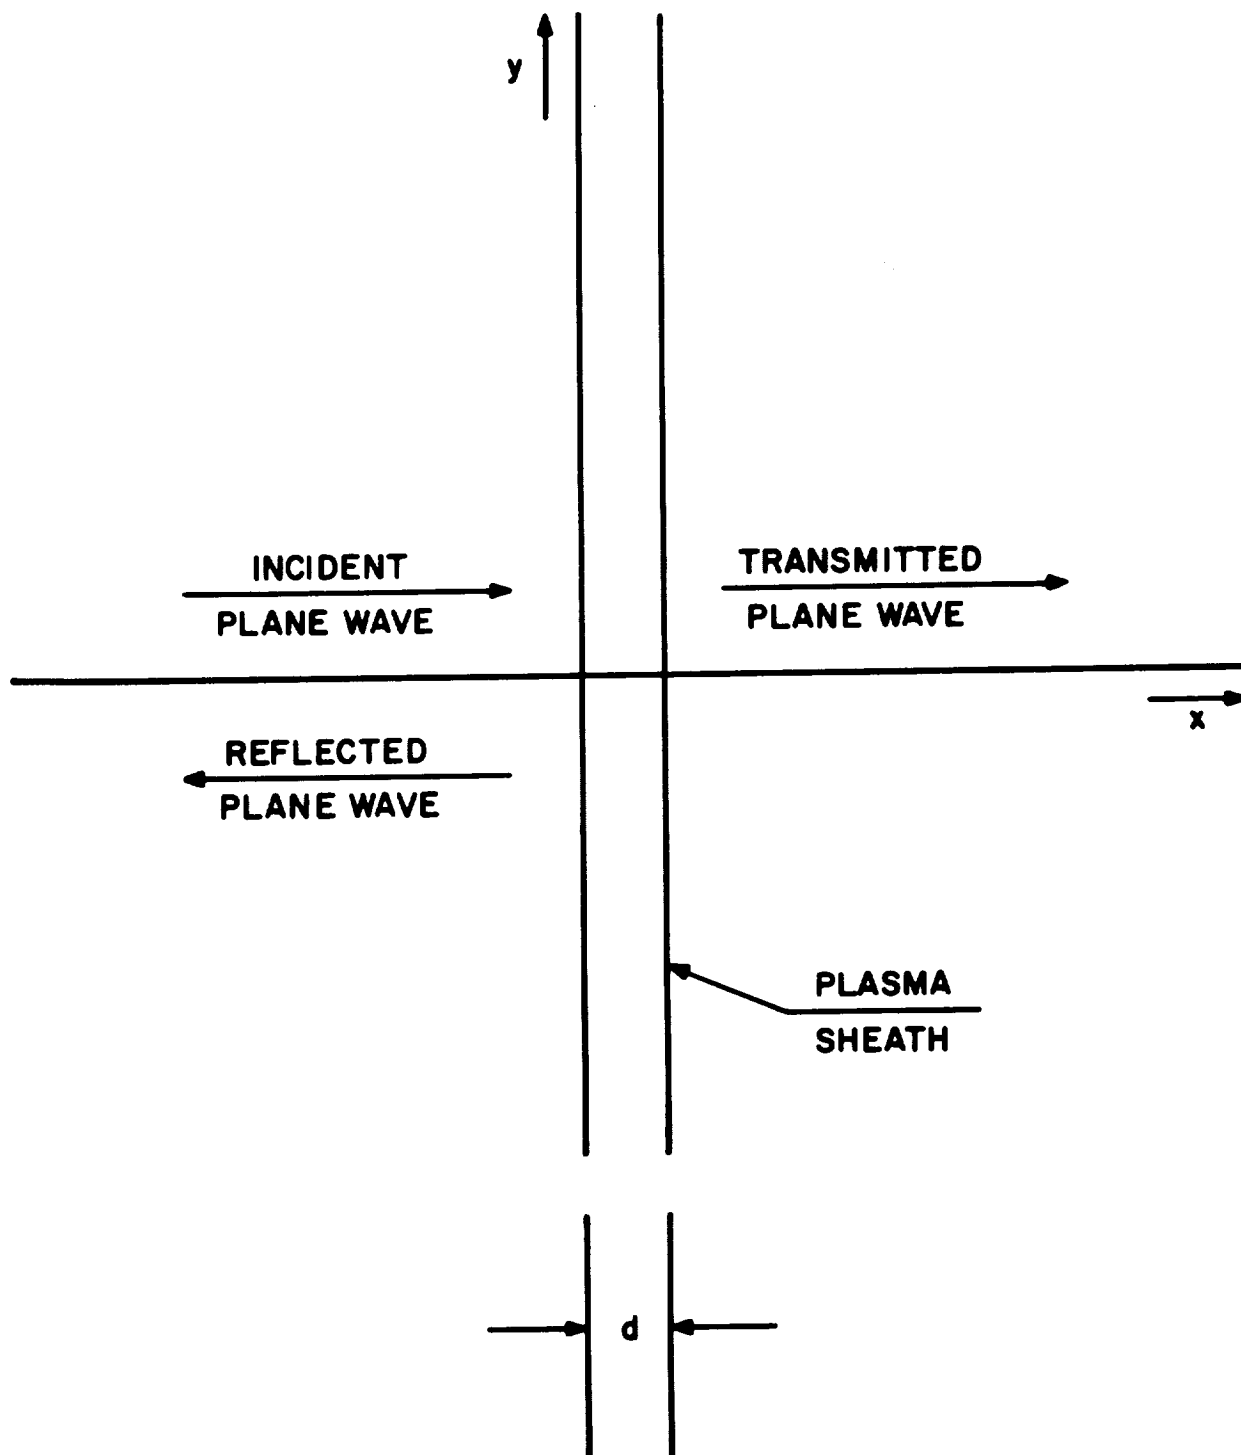 y
INCIDENT
PLANE WAVE
TRANSMITTED
PLANE WAVE
x
REFLECTED
PLANE WAVE
PLASMA
SHEATH
d